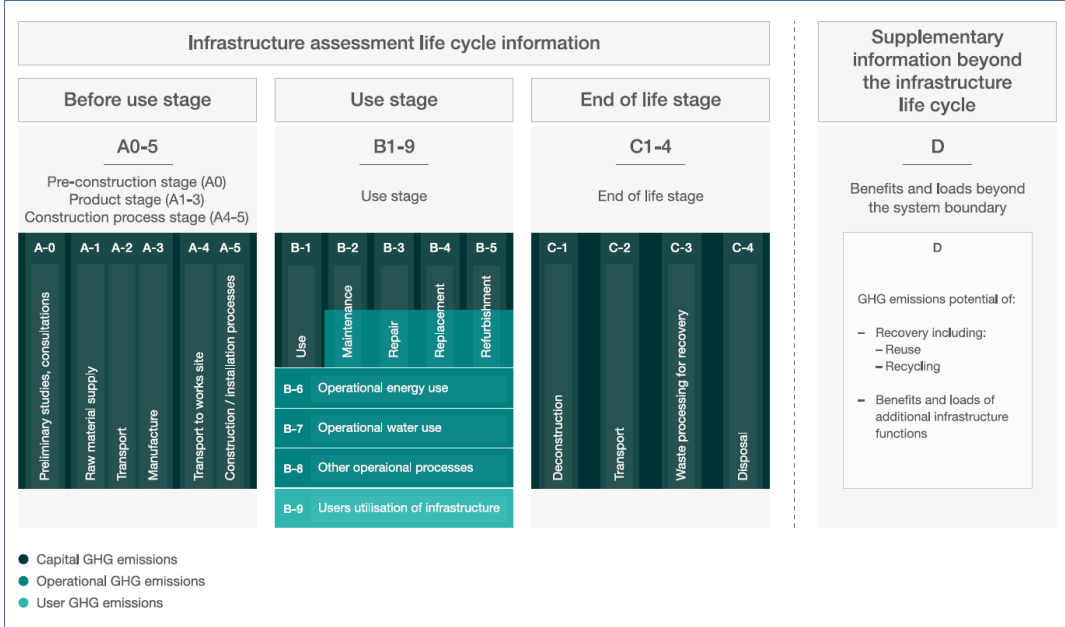 Infrastructure assessment life cycle information
Before use stage
Use stage
End of life stage
A0-5
B1-9
C1-4
Pre-construction stage (A0)
Product stage (A1-3)
Construction process stage (A4-5)
Use stage
End of life stage
A-0
A-1
A-2
A-3
A-4
A-5
Preliminary studies, consultations
Raw material supply
Transport
Manufacture
Transport to works site
Construction / installation processes
B-1
B-2
B-3
B-4
B-5
Use
Maintenance
Repair
Replacement
Refurbishment
B-6 Operational energy use
B-7 Operational water use
B-8 Other operaional processes
B-9 Users utilisation of infrastructure
C-1
C-2
C-3
C-4
Deconstruction
Transport
Waste processing for recovery
Disposal
Supplementary
information beyond
the infrastructure
life cycle
D
Benefits and loads beyond
the system boundary
D
GHG emissions potential of:
– Recovery including:
– Reuse
– Recycling
– Benefits and loads of
additional infrastructure
functions
Capital GHG emissions
Operational GHG emissions
User GHG emissions